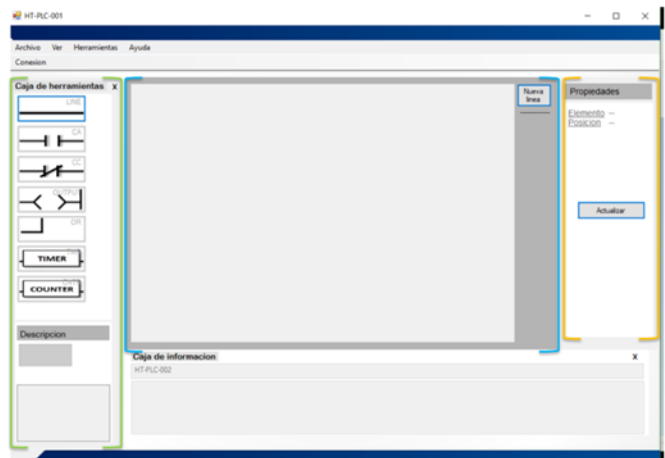 HT-PLC-001
Archivo Ver Herramientas Ayuda
Conexion
Caja de herramientas x
LINE
CA
CC
OUTPUT
OR
TIMER
COUNTER
Descripcion
Nueva
linea
Propiedades
Elemento --
Posicion --
Actualizar
Caja de informacion x
HT-PLC-002